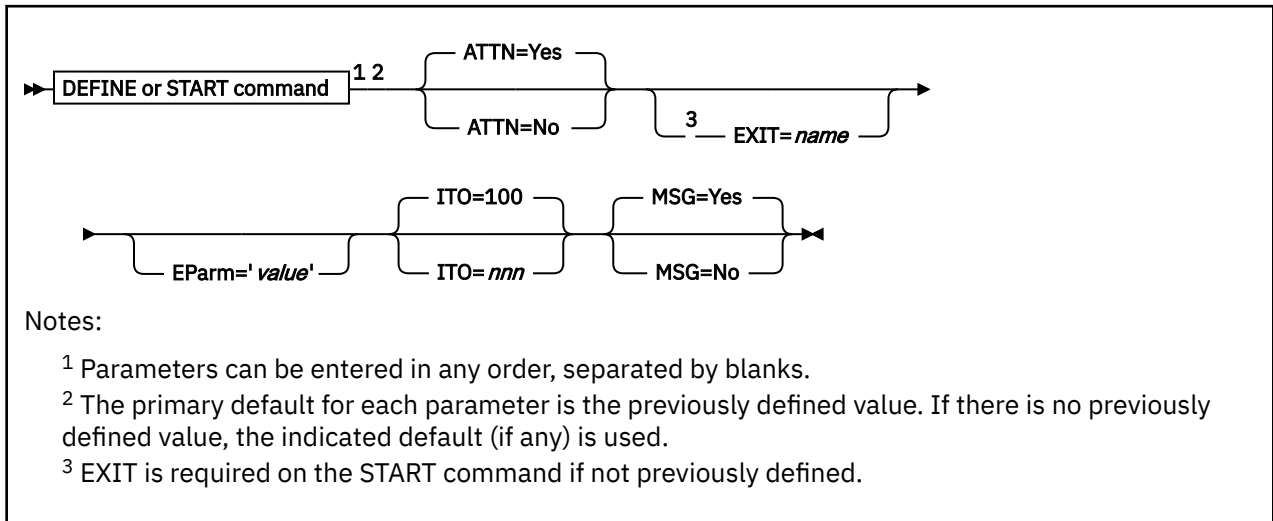 ATTN=Yes
DEFINE or START command 1 2
ATTN=No
3 EXIT=name
ITO=100
MSG=Yes
EParm='value'
ITO=nnn
MSG=No
Notes:
1 Parameters can be entered in any order, separated by blanks.
2 The primary default for each parameter is the previously defined value. If there is no previously
defined value, the indicated default (if any) is used.
3 EXIT is required on the START command if not previously defined.